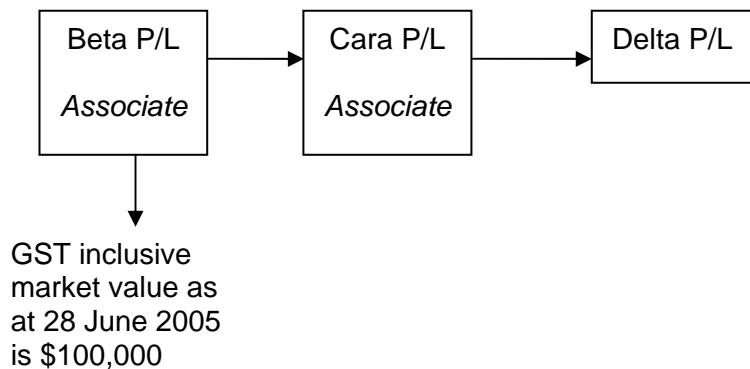 Beta P/L
Associate
Cara P/L
Associate
Delta P/L
GST inclusive
market value as
at 28 June 2005
is $100,000